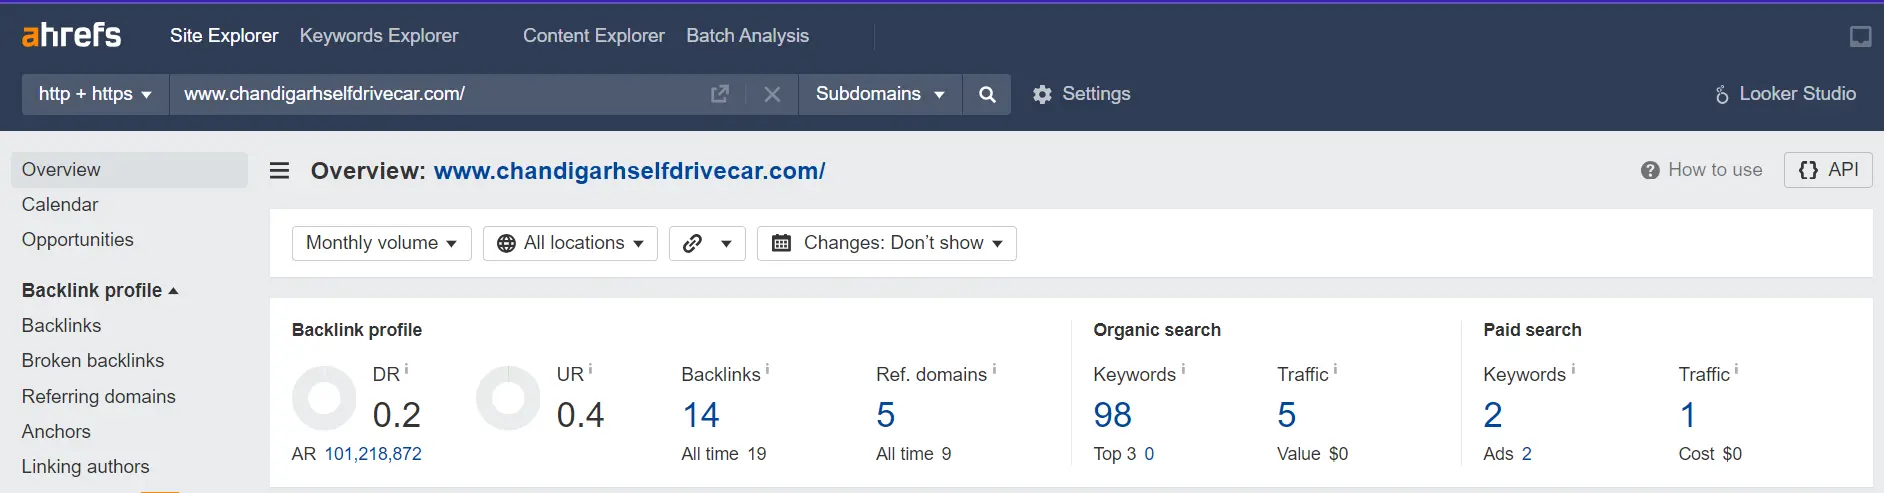 ahrefs Site Explorer Keywords Explorer Content Explorer Batch Analysis
http + https www.chandigarhselfdrivecar.com/ Subdomains Settings Looker Studio
Overview
Calendar
Opportunities
Backlink profile
Backlinks
Broken backlinks
Referring domains
Anchors
Linking authors
Overview: www.chandigarhselfdrivecar.com/ How to use API
Monthly volume All locations Changes: Don't show
Backlink profile
DR i UR i Backlinks i Ref. domains i
0.2 0.4 14 5
AR 101,218,872 All time 19 All time 9
Organic search
Keywords i Traffic i
98 5
Top 3 0 Value $0
Paid search
Keywords i Traffic i
2 1
Ads 2 Cost $0